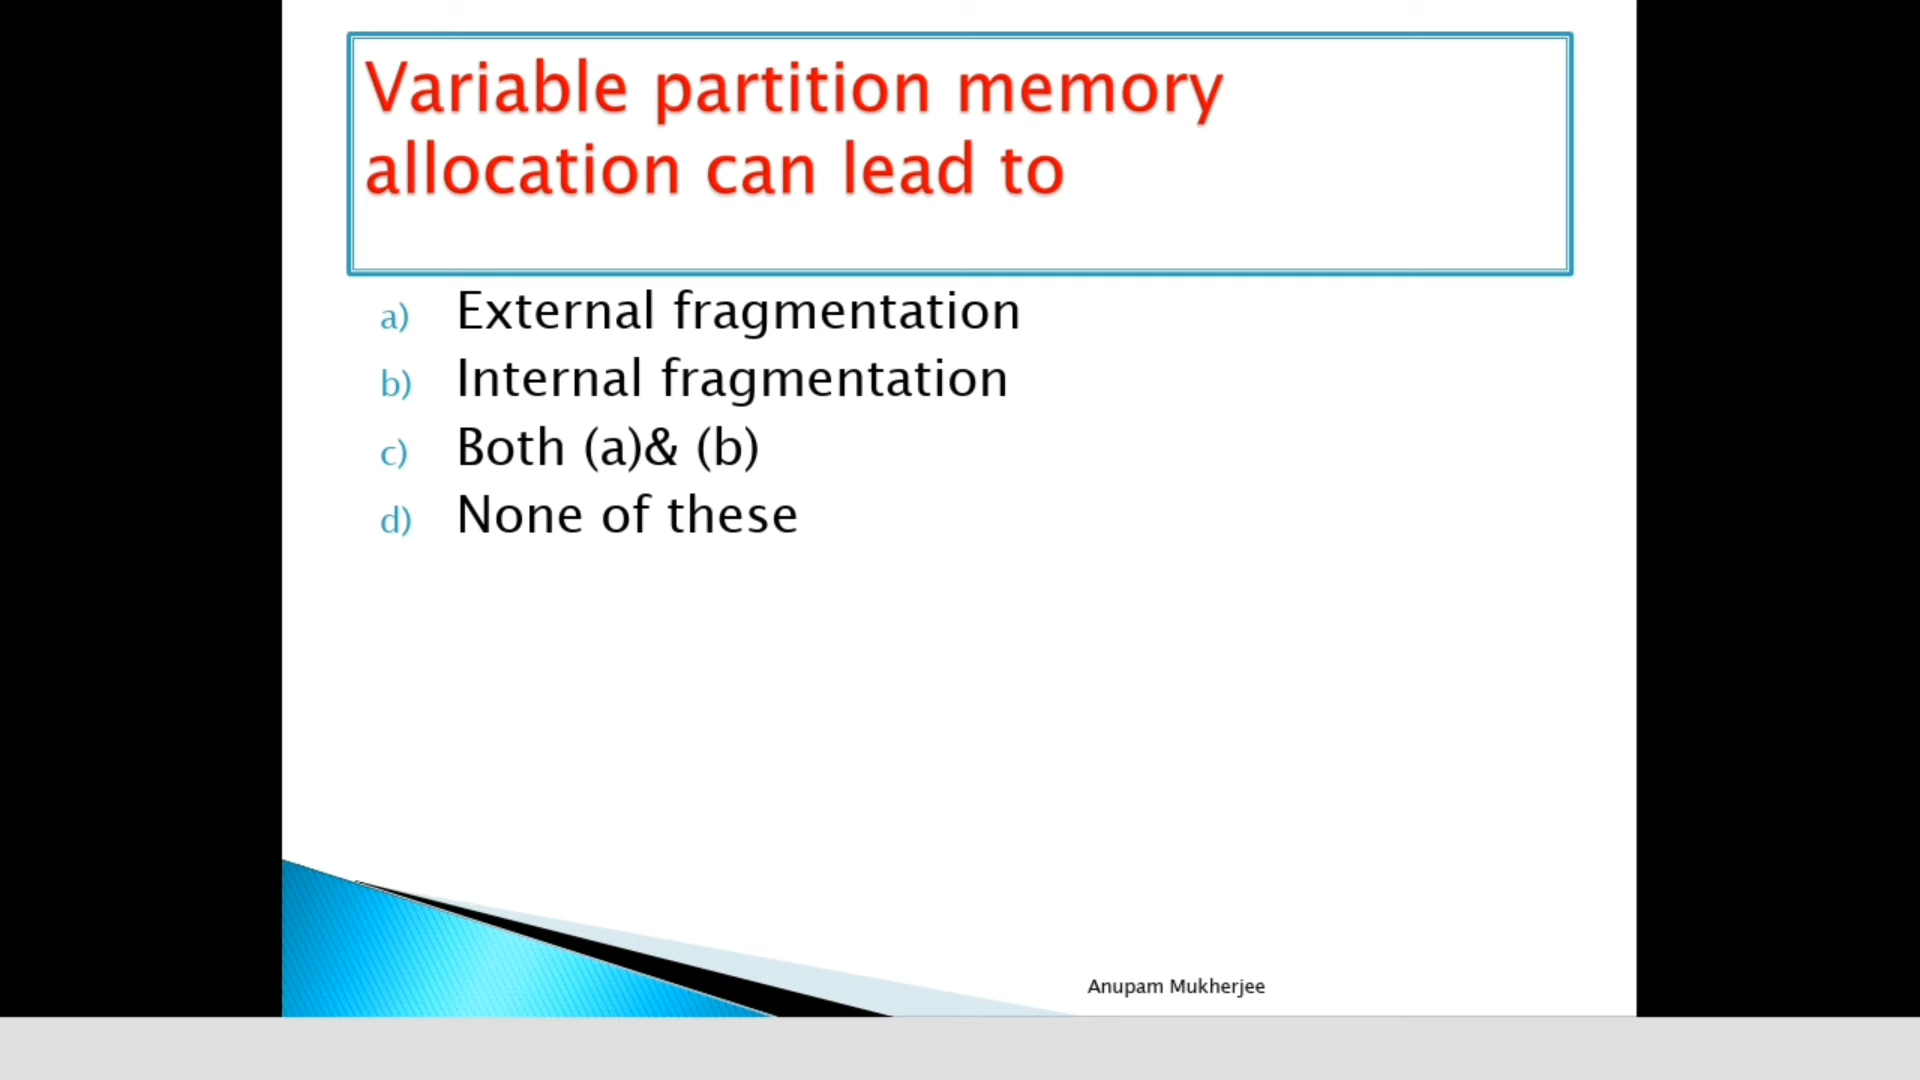 Variable partition memory
allocation can lead to
a) External fragmentation
b) Internal fragmentation
c) Both (a)& (b)
d) None of these
Anupam Mukherjee